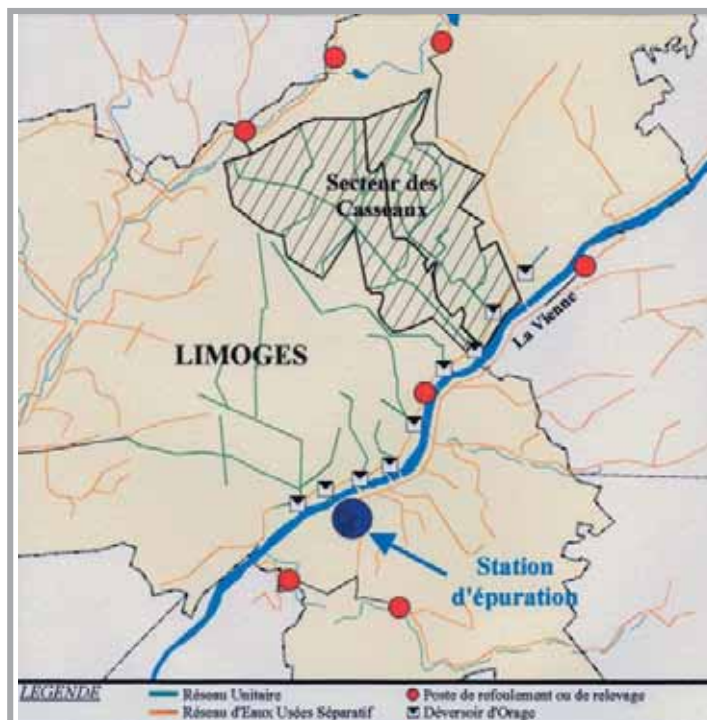 Secteur des
Casseaux
La Vienne
LIMOGES
Station
d'épuration
LEGENDE
Réseau Unitaire
Poste de refoulement ou de relevage
Réseau d'Eaux Usées Séparatif
Déversoir d'Orage